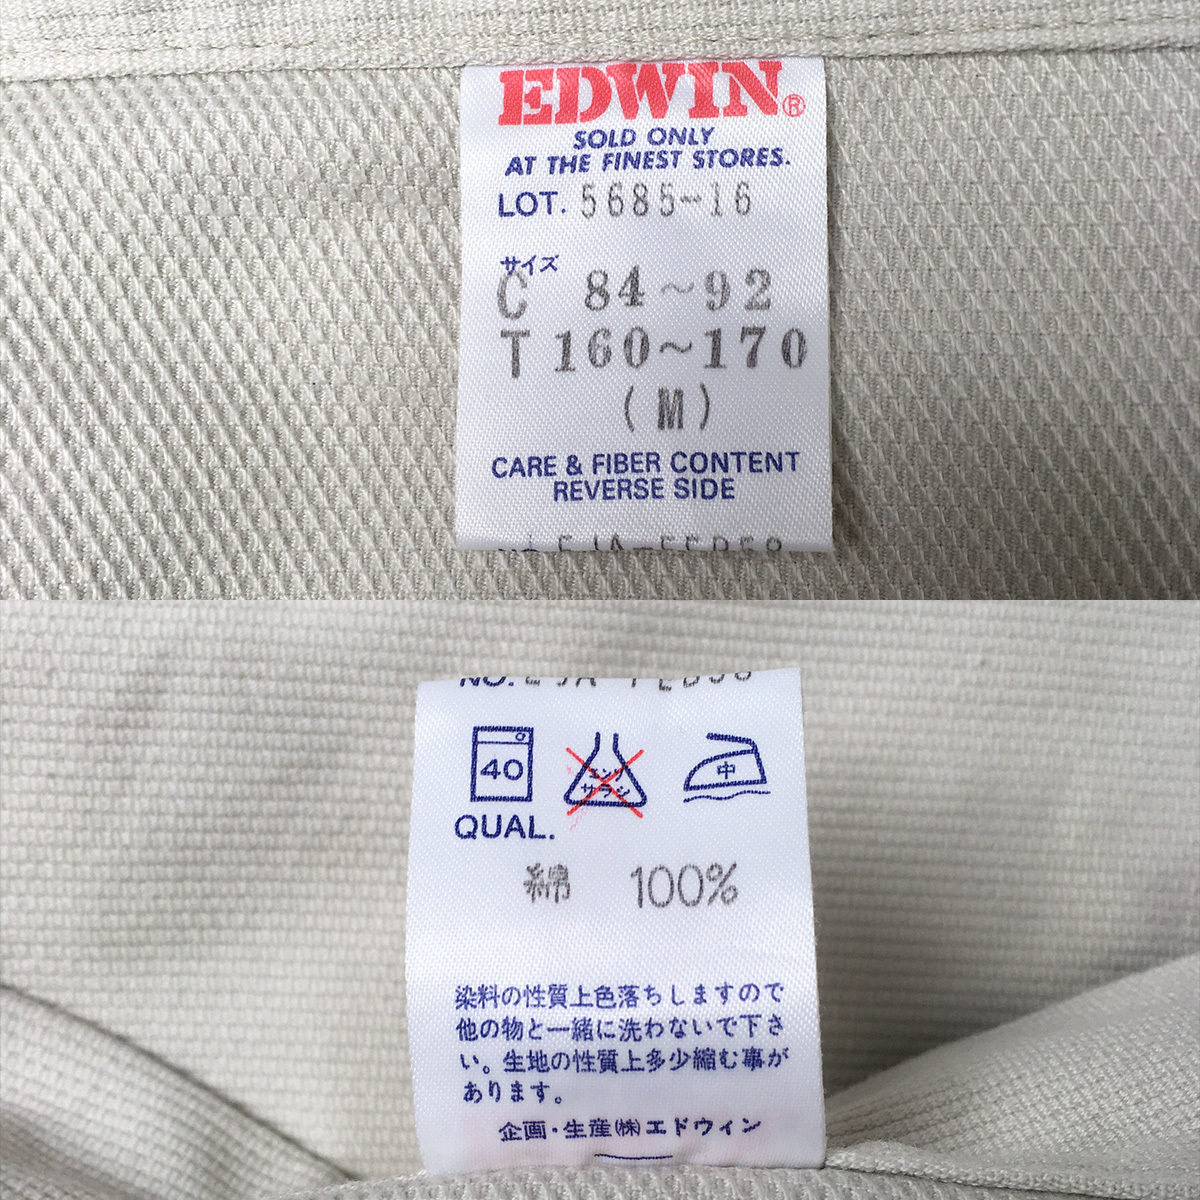 EDWIN®
SOLD ONLY
AT THE FINEST STORES.
LOT. 5685-16
サイズ
C 84~92
T 160~170
(M)
CARE & FIBER CONTENT
REVERSE SIDE
NO.
40
エンソ
サラシ
中
QUAL.
綿 100%
染料の性質上色落ちしますので
他の物と一緒に洗わないで下さ
い。生地の性質上多少縮む事が
あります。
企画・生産㈱エドウィン